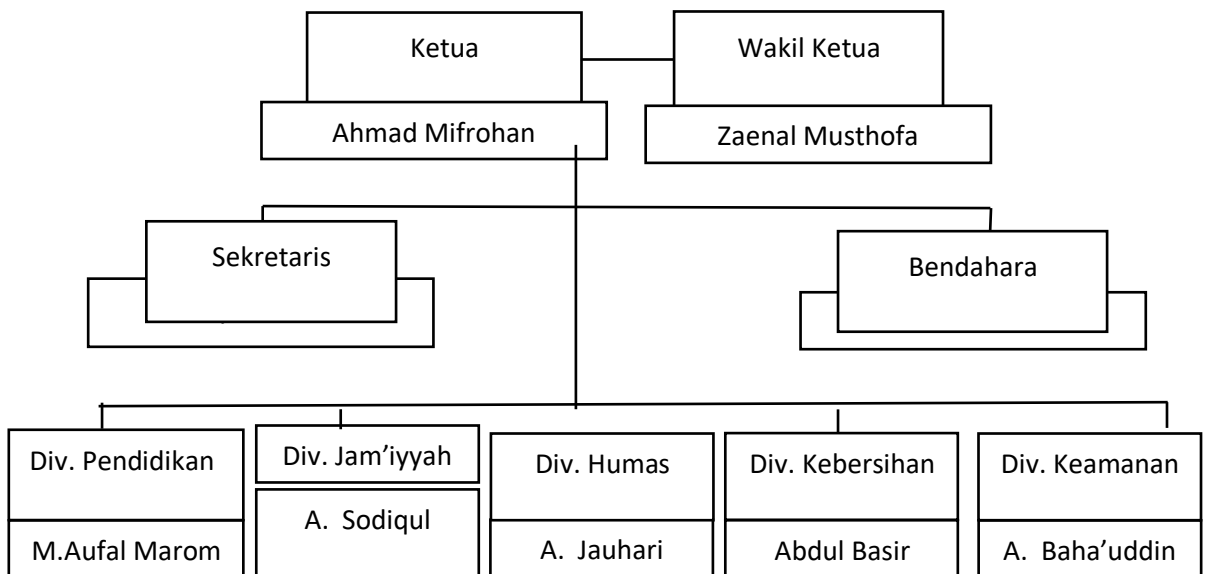 Ketua
Wakil Ketua
Ahmad Mifrohan
Zaenal Musthofa
Sekretaris
Bendahara
Div. Pendidikan
Div. Jam’iyyah
Div. Humas
Div. Kebersihan
Div. Keamanan
M.Aufal Marom
A. Sodiqul
A. Jauhari
Abdul Basir
A. Baha’uddin